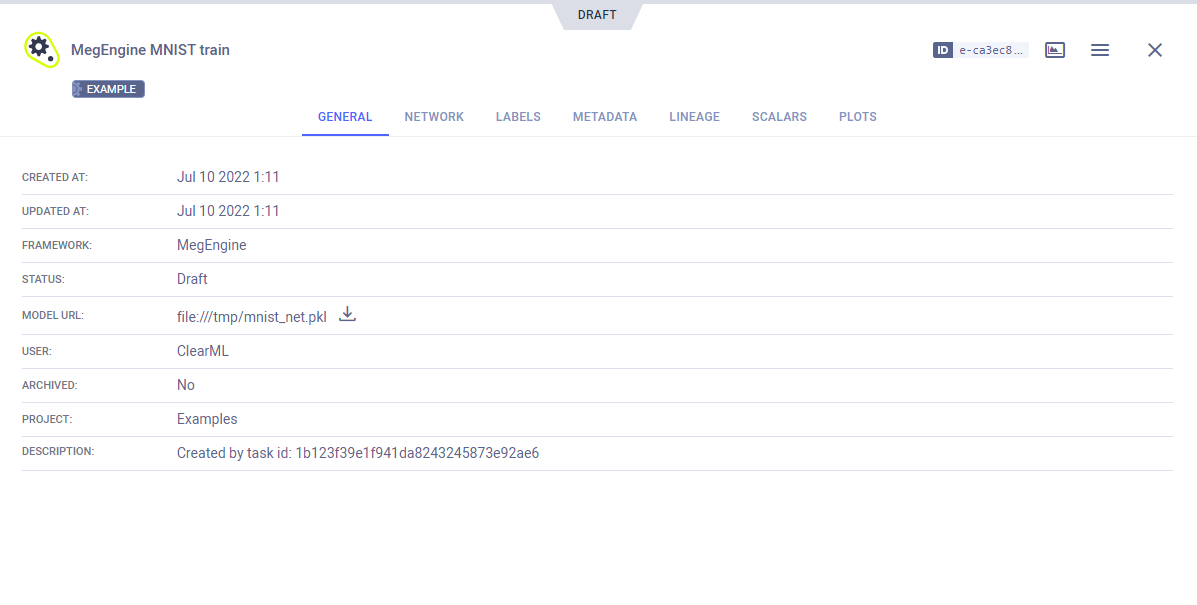 DRAFT
MegEngine MNIST train
ID e-ca3ec8...
EXAMPLE
GENERAL NETWORK LABELS METADATA LINEAGE SCALARS PLOTS
CREATED AT: Jul 10 2022 1:11
UPDATED AT: Jul 10 2022 1:11
FRAMEWORK: MegEngine
STATUS: Draft
MODEL URL: file:///tmp/mnist_net.pkl
USER: ClearML
ARCHIVED: No
PROJECT: Examples
DESCRIPTION: Created by task id: 1b123f39e1f941da8243245873e92ae6